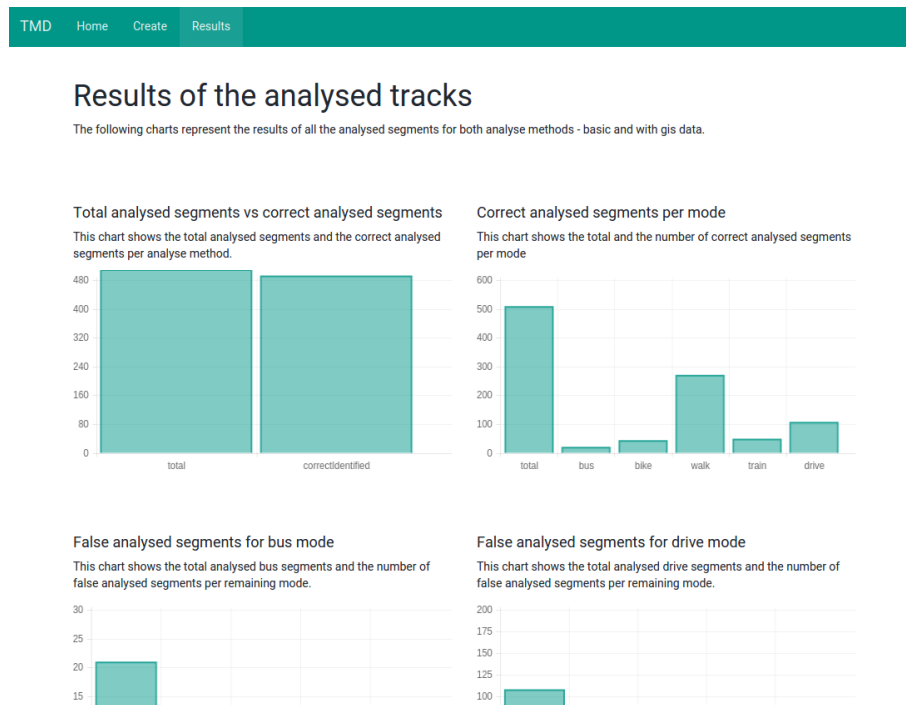 TMD Home Create Results
Results of the analysed tracks
The following charts represent the results of all the analysed segments for both analyse methods - basic and with gis data.
Total analysed segments vs correct analysed segments
This chart shows the total analysed segments and the correct analysed
segments per analyse method.
480
400
320
240
160
80
0
total correctIdentified
Correct analysed segments per mode
This chart shows the total and the number of correct analysed segments
per mode
600
500
400
300
200
100
0
total bus bike walk train drive
False analysed segments for bus mode
This chart shows the total analysed bus segments and the number of
false analysed segments per remaining mode.
30
25
20
15
False analysed segments for drive mode
This chart shows the total analysed drive segments and the number of
false analysed segments per remaining mode.
200
175
150
125
100